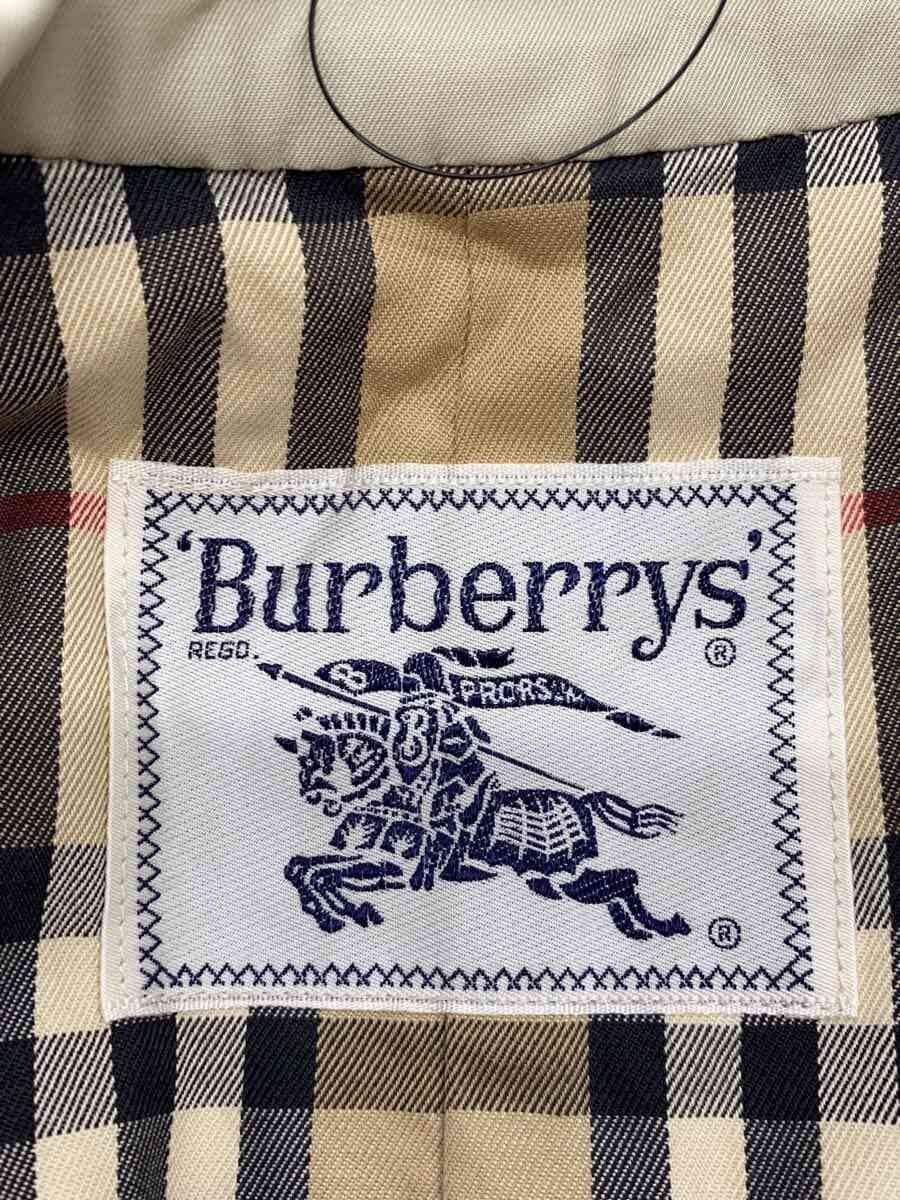 'Burberrys'
REGD. ®
B PRORSUM
B
®